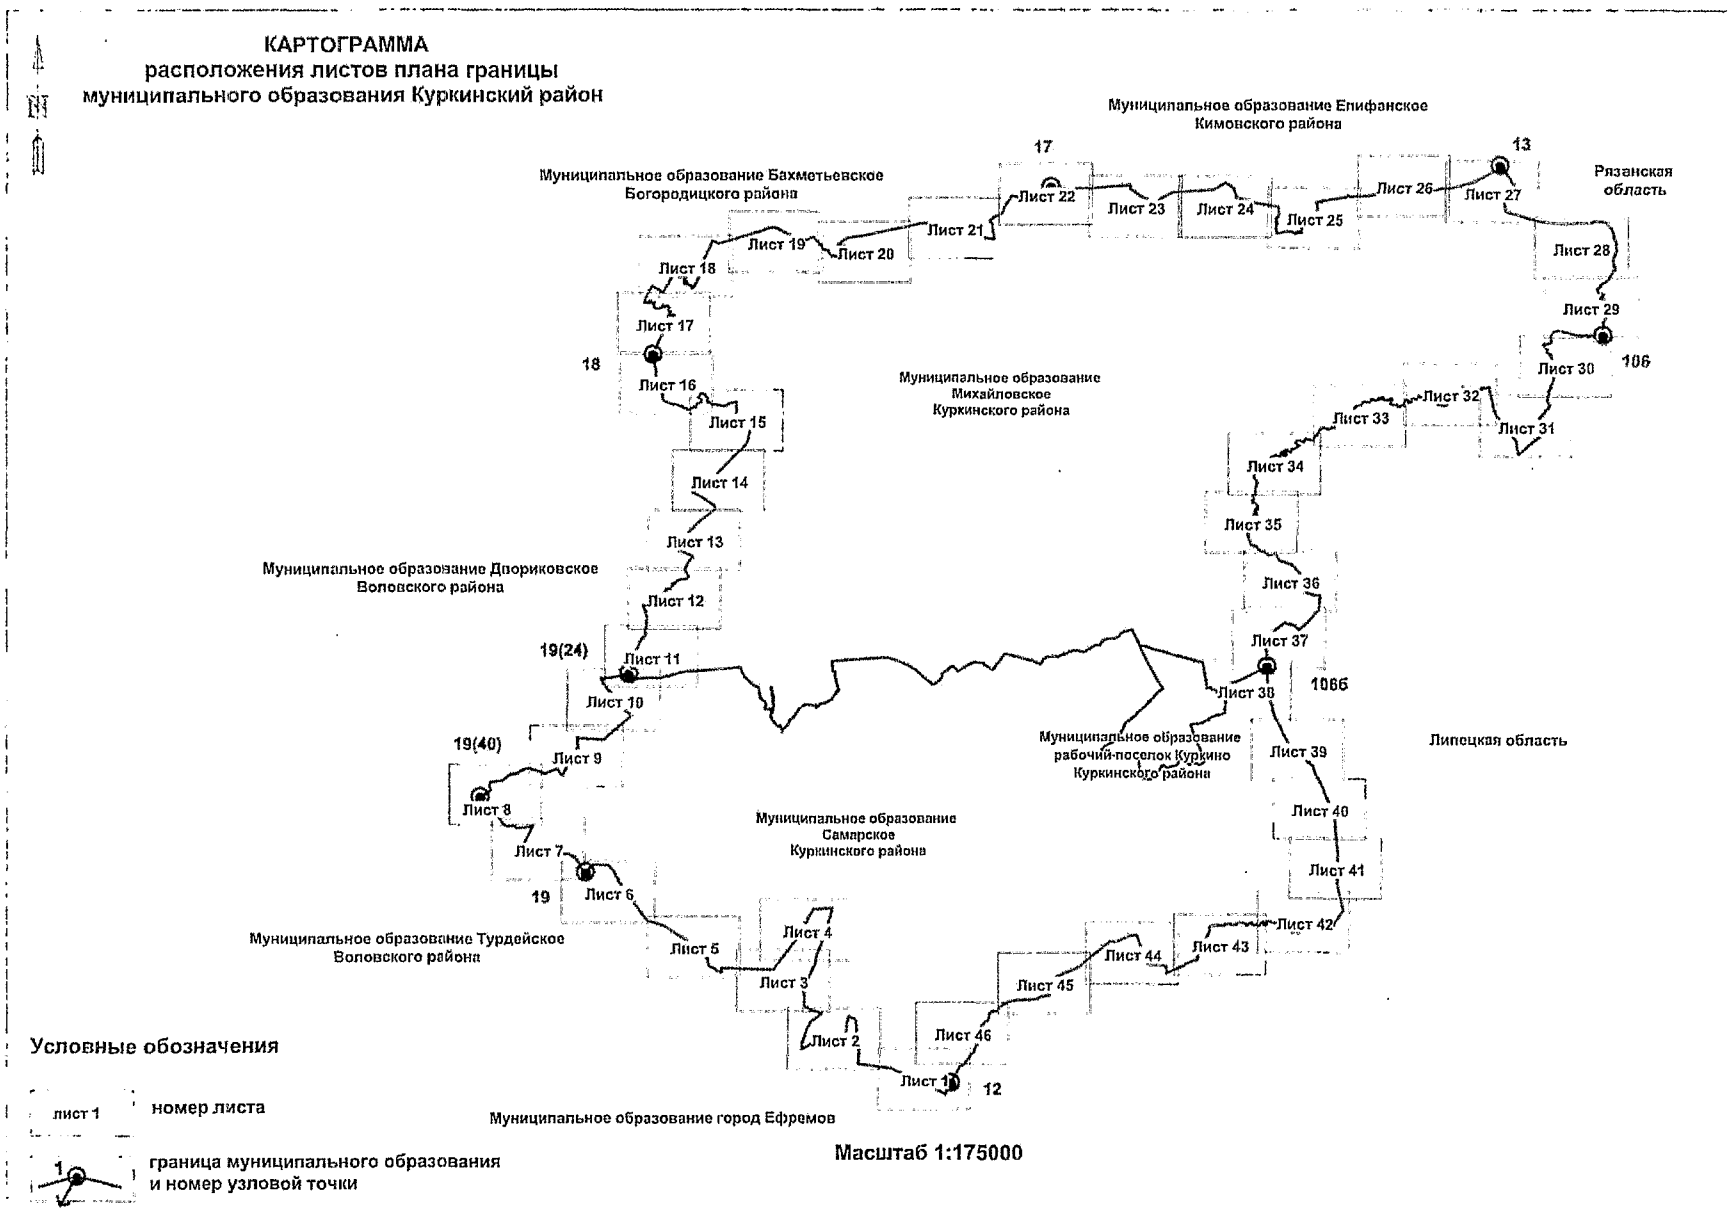 КАРТОГРАММА
расположения листов плана границы
муниципального образования Куркинский район
Муниципальное образование Епифанское
Кимовского района
17
13
Муниципальное образование Бахметьевское
Богородицкого района
Рязанская
область
Лист 22
Лист 23
Лист 24
Лист 25
Лист 26
Лист 27
Лист 21
Лист 20
Лист 19
Лист 18
Лист 28
Лист 29
Лист 17
18
106
Лист 16
Лист 30
Муниципальное образование
Михайловское
Куркинского района
Лист 15
Лист 33
Лист 32
Лист 31
Лист 14
Лист 34
Лист 13
Лист 35
Муниципальное образование Двориковское
Воловского района
Лист 12
Лист 36
19(24)
Лист 11
Лист 37
Лист 10
Лист 38
106б
19(40)
Лист 9
Муниципальное образование
рабочий поселок Куркино
Куркинского района
Лист 39
Липецкая область
Лист 8
Лист 40
Муниципальное образование
Самарское
Куркинского района
Лист 7
Лист 41
19
Лист 6
Лист 42
Муниципальное образование Турдейское
Воловского района
Лист 5
Лист 4
Лист 44
Лист 43
Лист 3
Лист 45
Лист 2
Лист 46
Лист 1
12
Условные обозначения
лист 1
номер листа
Муниципальное образование город Ефремов
Масштаб 1:175000
1
граница муниципального образования
и номер узловой точки